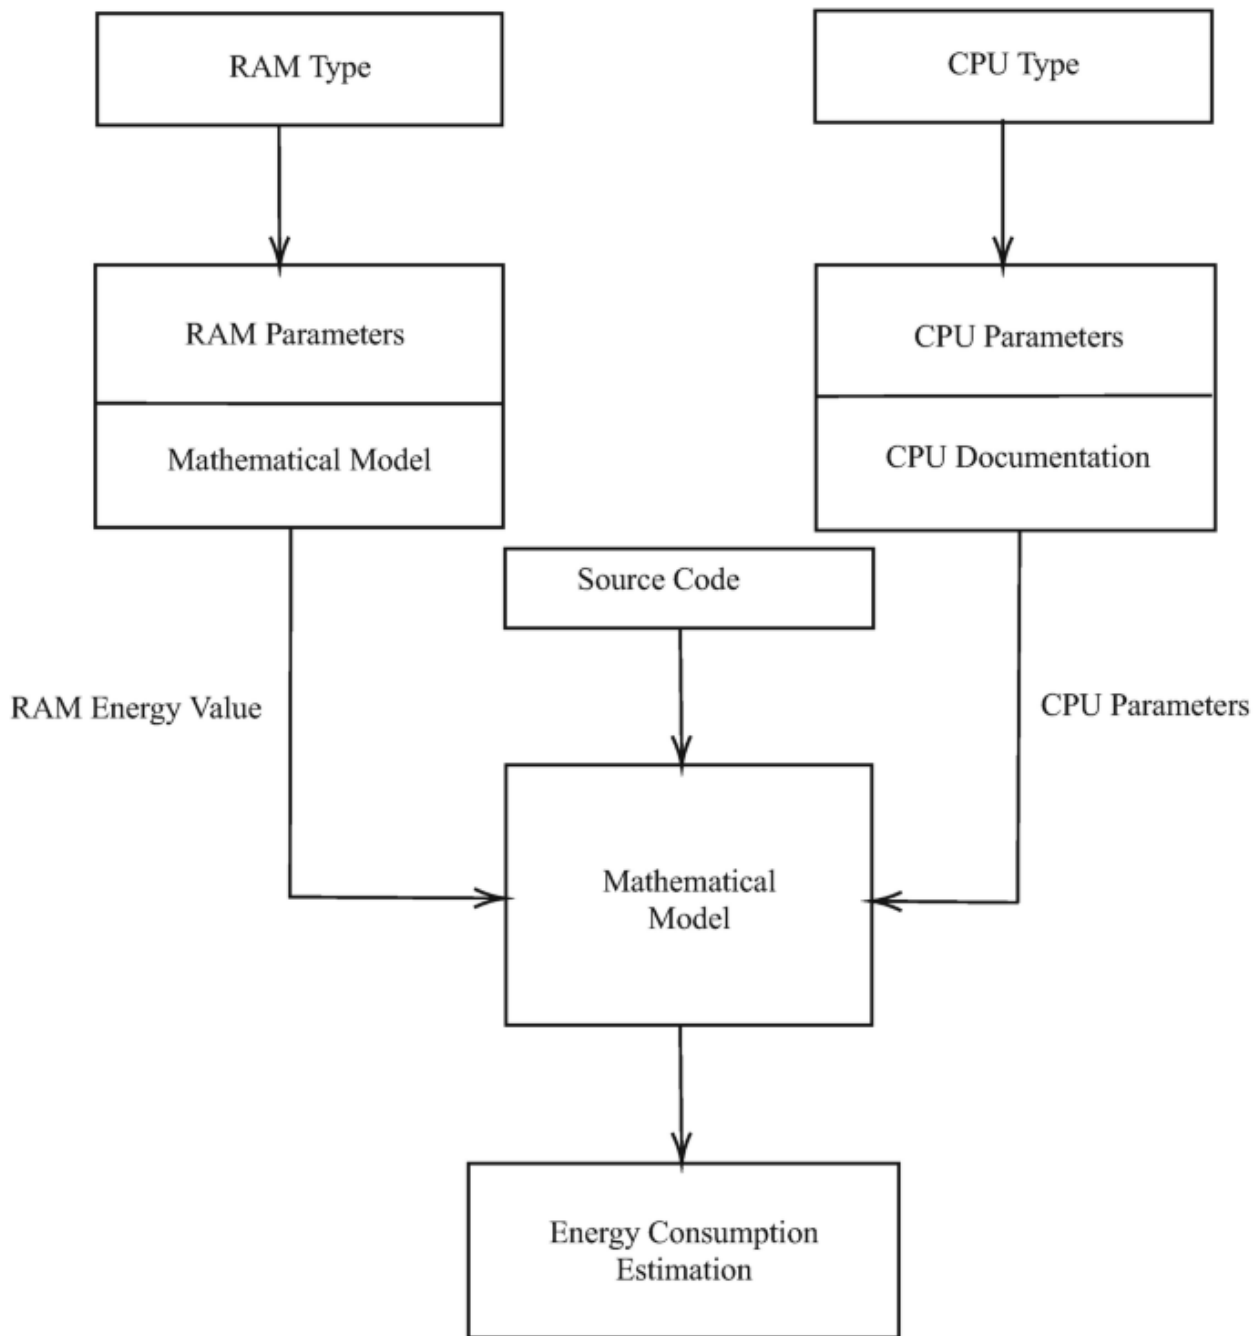 RAM Type
CPU Type
RAM Parameters
CPU Parameters
Mathematical Model
CPU Documentation
Source Code
RAM Energy Value
CPU Parameters
Mathematical
Model
Energy Consumption
Estimation